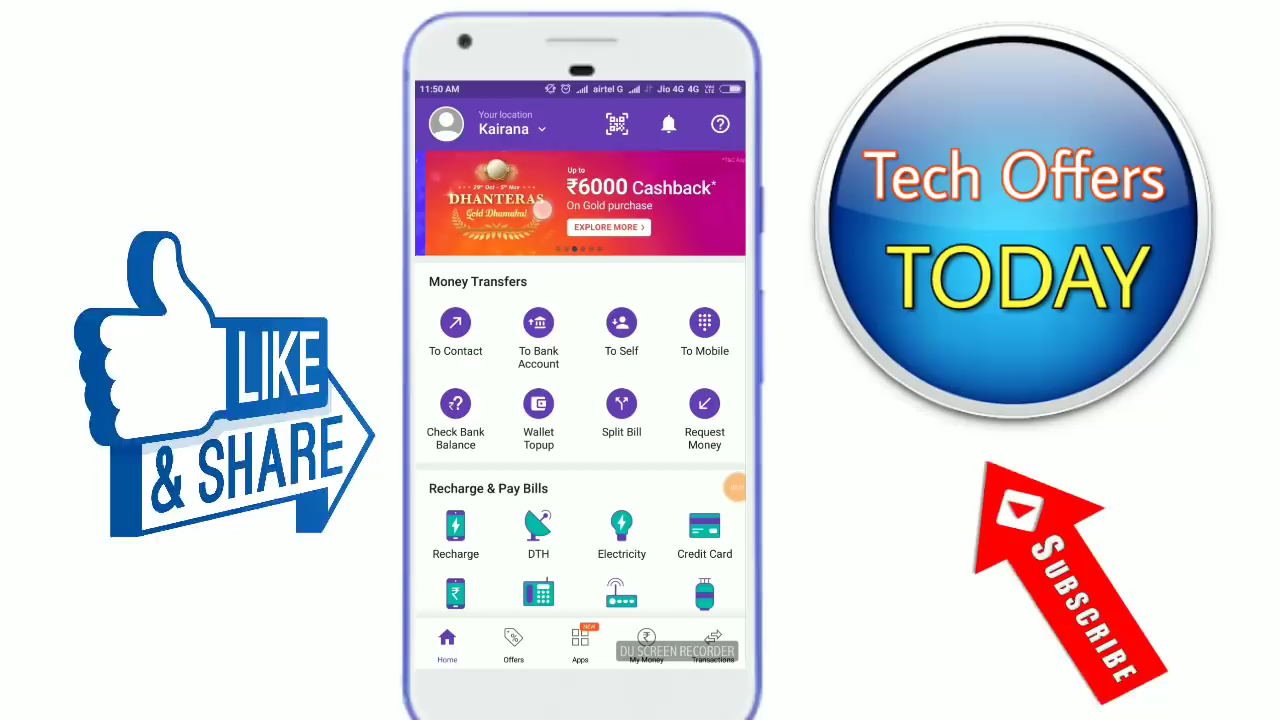 11:50 AM airtel G Jio 4G 4G
Your location
Kairana
29th Oct - 5th Nov
DHANTERAS
Gold Dhamaka!
Up to
₹6000 Cashback*
On Gold purchase
EXPLORE MORE >
Money Transfers
To Contact
To Bank Account
To Self
To Mobile
Check Bank Balance
Wallet Topup
Split Bill
Request Money
Recharge & Pay Bills
Recharge
DTH
Electricity
Credit Card
NEW
Home
Offers
Apps
My Money
Transactions
DU SCREEN RECORDER
LIKE
& SHARE
Tech Offers
TODAY
SUBSCRIBE